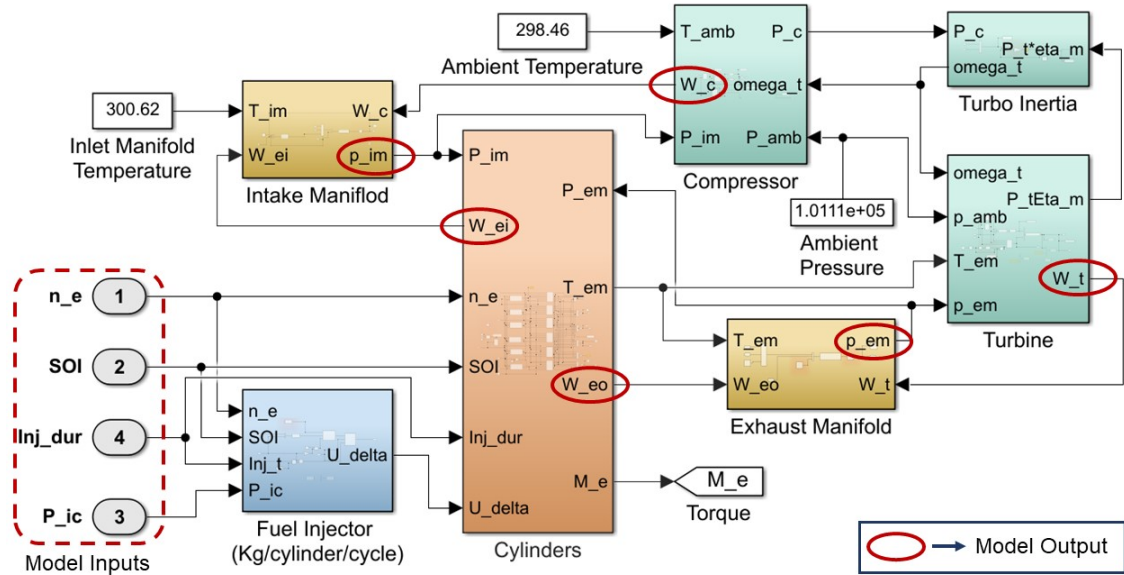 298.46
Ambient Temperature
T_amb
P_c
W_c
omega_t
P_im
P_amb
Compressor
P_c
P_t*eta_m
omega_t
Turbo Inertia
300.62
Inlet Manifold
Temperature
T_im
W_c
W_ei
p_im
Intake Maniflod
1.0111e+05
Ambient
Pressure
omega_t
P_tEta_m
p_amb
T_em
W_t
p_em
Turbine
P_im
P_em
W_ei
n_e
T_em
SOI
W_eo
Inj_dur
M_e
U_delta
Cylinders
T_em
p_em
W_eo
W_t
Exhaust Manifold
n_e
1
SOI
2
Inj_dur
4
P_ic
3
Model Inputs
n_e
SOI
Inj_t
U_delta
P_ic
Fuel Injector
(Kg/cylinder/cycle)
M_e
Torque
Model Output